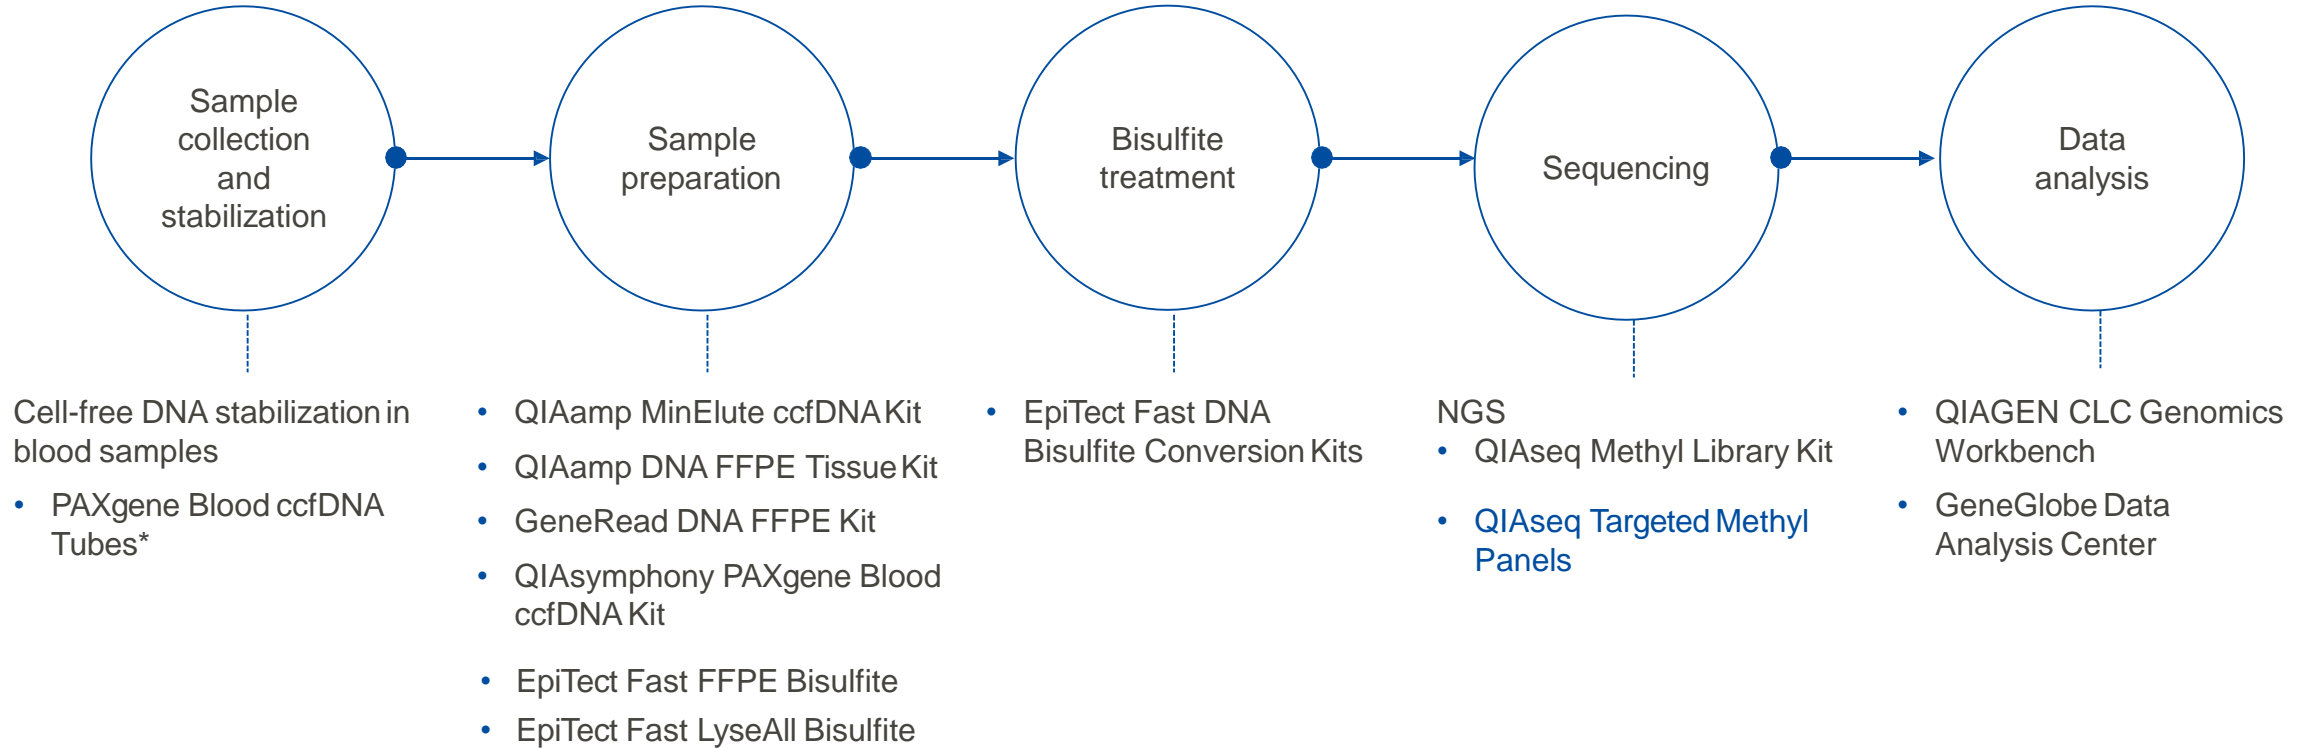 Sample
collection
and
stabilization
Sample
preparation
Bisulfite
treatment
Sequencing
Data
analysis
Cell-free DNA stabilization in
blood samples
• PAXgene Blood ccfDNA
Tubes*
• QIAamp MinElute ccfDNA Kit
• QIAamp DNA FFPE Tissue Kit
• GeneRead DNA FFPE Kit
• QIAsymphony PAXgene Blood
ccfDNA Kit
• EpiTect Fast FFPE Bisulfite
• EpiTect Fast LyseAll Bisulfite
• EpiTect Fast DNA
Bisulfite Conversion Kits
NGS
• QIAseq Methyl Library Kit
• QIAseq Targeted Methyl
Panels
• QIAGEN CLC Genomics
Workbench
• GeneGlobe Data
Analysis Center